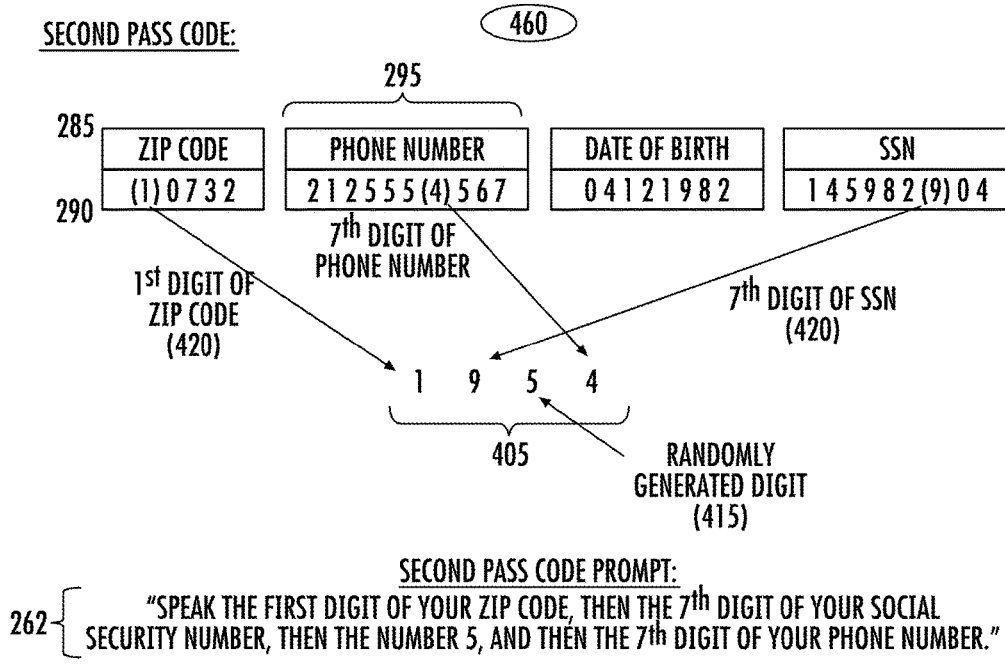 460
SECOND PASS CODE:
295
285
ZIP CODE
PHONE NUMBER
DATE OF BIRTH
SSN
290
(1) 0 7 3 2
2 1 2 5 5 5 (4) 5 6 7
0 4 1 2 1 9 8 2
1 4 5 9 8 2 (9) 0 4
7th DIGIT OF
PHONE NUMBER
1st DIGIT OF
ZIP CODE
(420)
7th DIGIT OF SSN
(420)
1 9 5 4
405
RANDOMLY
GENERATED DIGIT
(415)
SECOND PASS CODE PROMPT:
262
"SPEAK THE FIRST DIGIT OF YOUR ZIP CODE, THEN THE 7th DIGIT OF YOUR SOCIAL
SECURITY NUMBER, THEN THE NUMBER 5, AND THEN THE 7th DIGIT OF YOUR PHONE NUMBER."